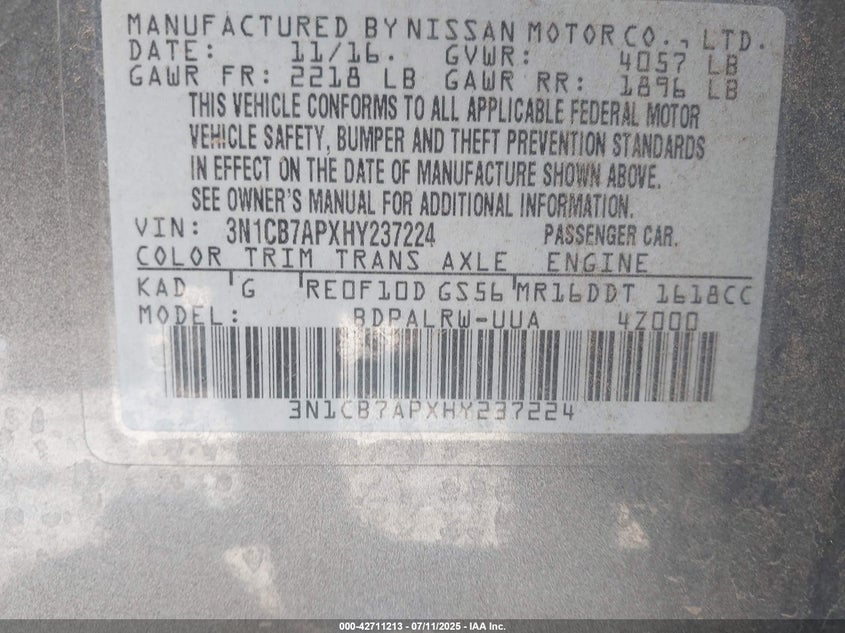 MANUFACTURED BY NISSAN MOTOR CO., LTD.
DATE: 11/16. GVWR: 4057 LB
GAWR FR: 2218 LB GAWR RR: 1896 LB
THIS VEHICLE CONFORMS TO ALL APPLICABLE FEDERAL MOTOR
VEHICLE SAFETY, BUMPER AND THEFT PREVENTION STANDARDS
IN EFFECT ON THE DATE OF MANUFACTURE SHOWN ABOVE.
SEE OWNER'S MANUAL FOR ADDITIONAL INFORMATION.
VIN: 3N1CB7APXHY237224 PASSENGER CAR.
COLOR TRIM TRANS AXLE ENGINE
KAD G RE0F10D GS56 MR16DDT 1618CC
MODEL: BDPALRW-UUA 4Z000
3N1CB7APXHY237224
000-42711213 - 07/11/2025 - IAA Inc.